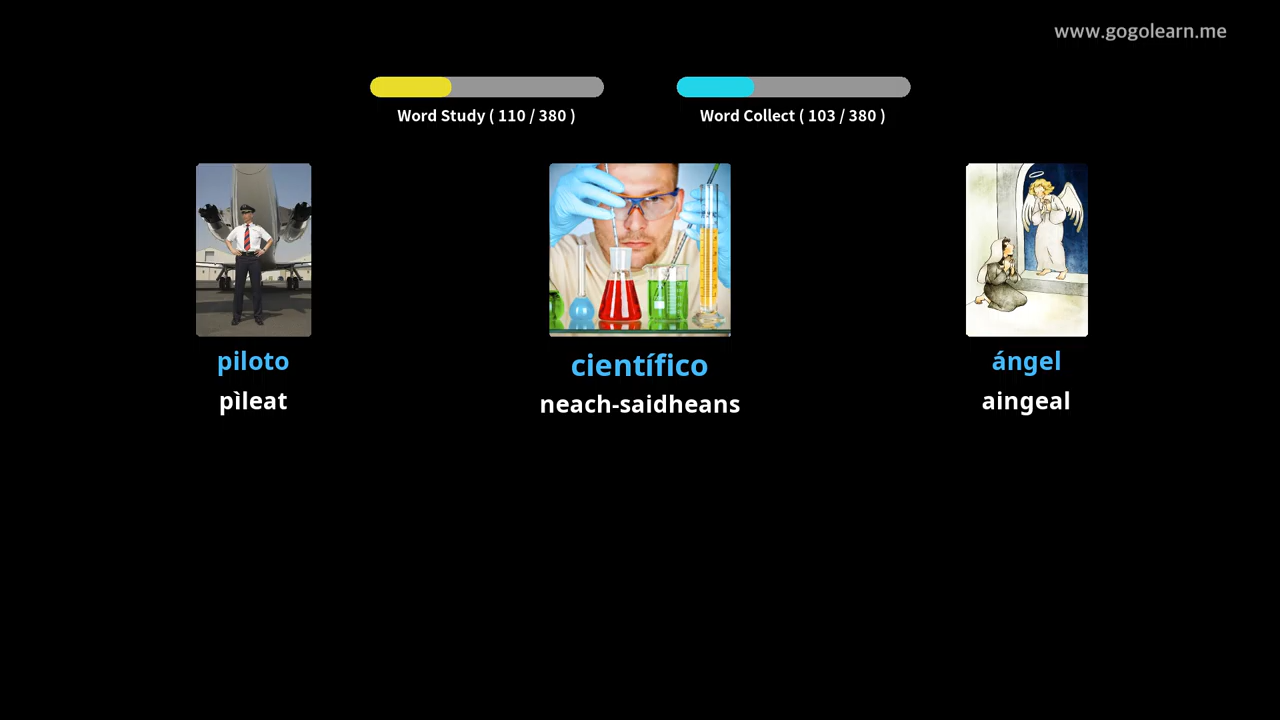 www.gogolearn.me
Word Study ( 110 / 380 )
Word Collect ( 103 / 380 )
piloto
pìleat
científico
neach-saidheans
ángel
aingeal